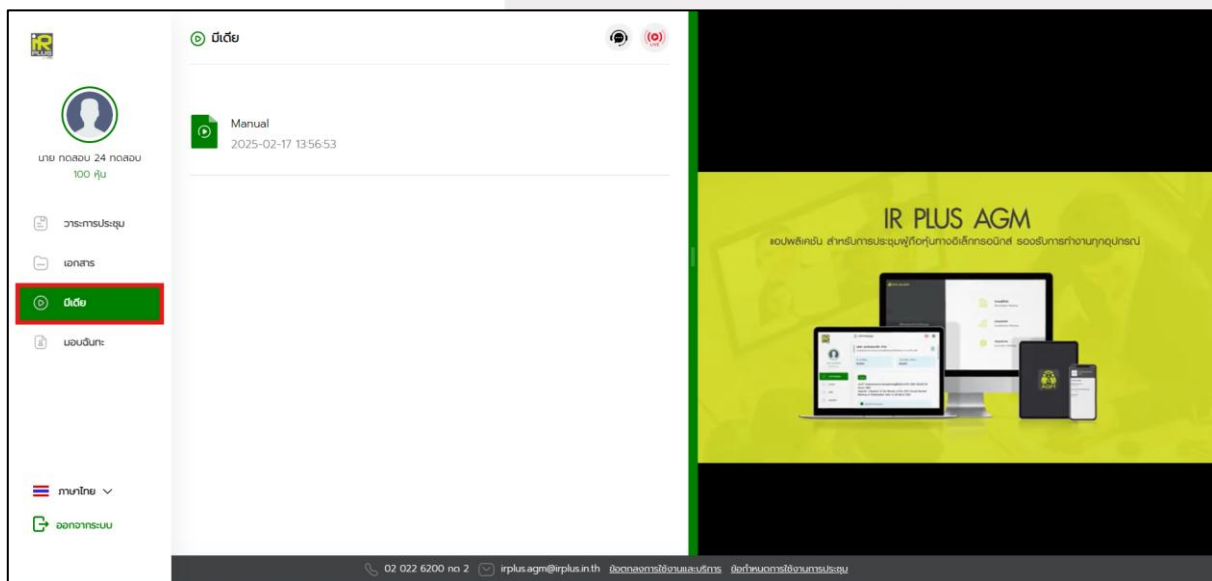 iR PLUS
นาย ทดสอบ 24 ทดสอบ
100 หุ้น
วาระการประชุม
เอกสาร
มีเดีย
มอบฉันทะ
ภาษาไทย
ออกจากระบบ
มีเดีย
LIVE
Manual
2025-02-17 13:56:53
IR PLUS AGM
แอปพลิเคชัน สำหรับการประชุมผู้ถือหุ้นทางอิเล็กทรอนิกส์ รองรับการทำงานทุกอุปกรณ์
AGM
02 022 6200 กด 2 irplus.agm@irplus.in.th ข้อตกลงการใช้งานและบริการ ข้อกำหนดการใช้งานการประชุม